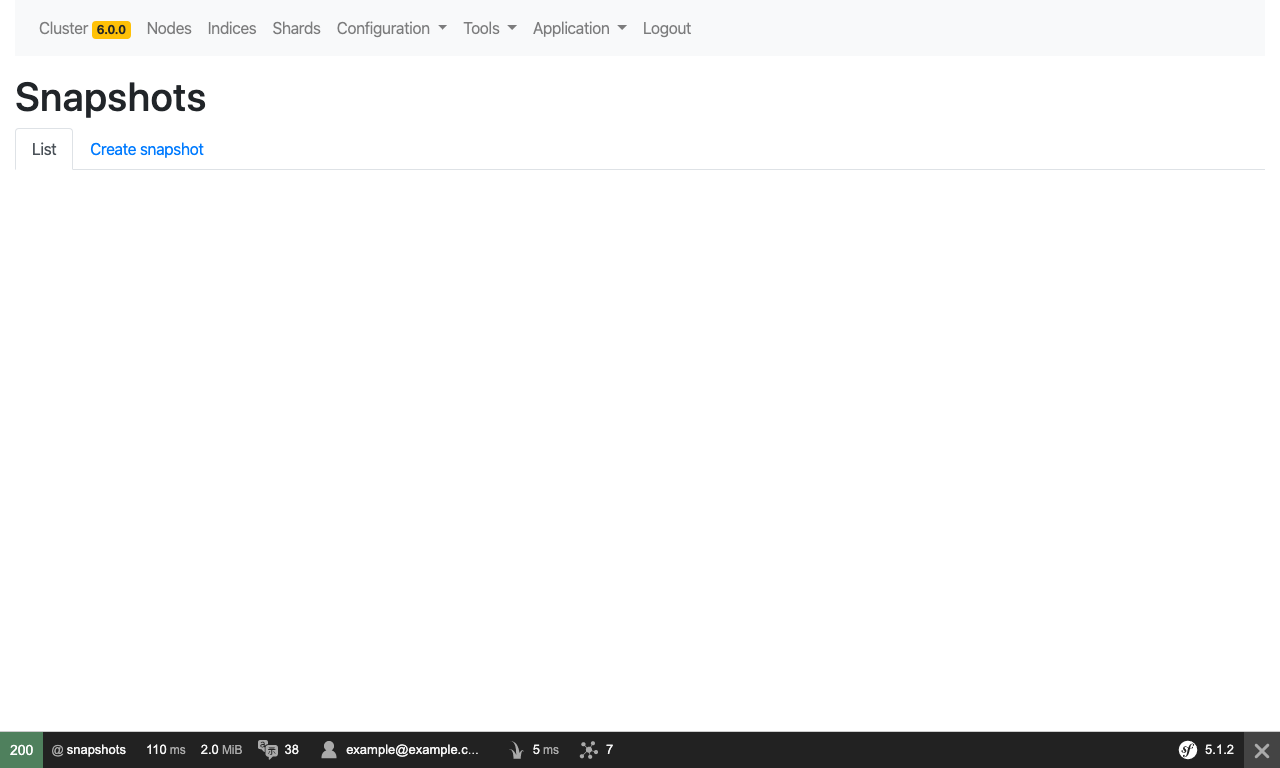 Cluster 6.0.0 Nodes Indices Shards Configuration Tools Application Logout
Snapshots
List Create snapshot
200 @ snapshots 110 ms 2.0 MiB 38 example@example.c... 5 ms 7 sf 5.1.2